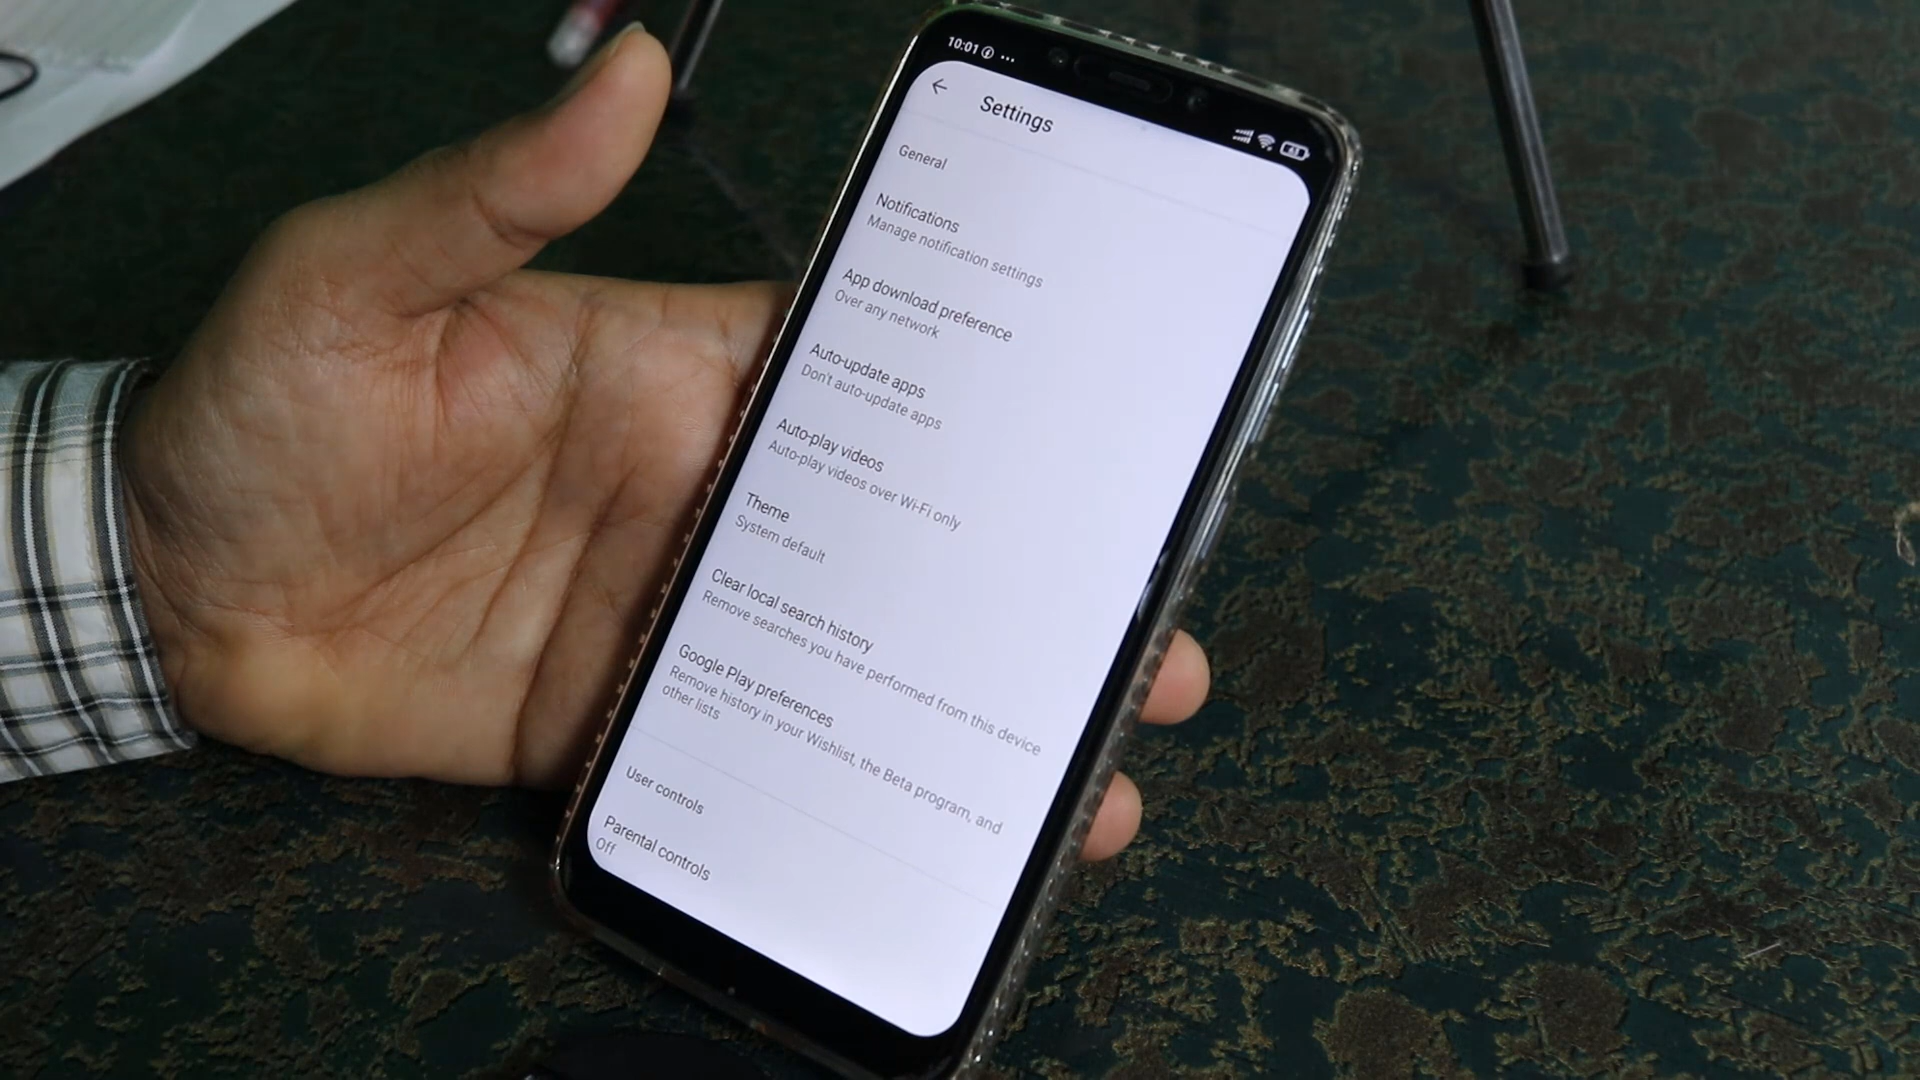 10:01
Settings
General
Notifications
Manage notification settings
App download preference
Over any network
Auto-update apps
Don't auto-update apps
Auto-play videos
Auto-play videos over Wi-Fi only
Theme
System default
Clear local search history
Remove searches you have performed from this device
Google Play preferences
Remove history in your Wishlist, the Beta program, and
other lists
User controls
Parental controls
Off